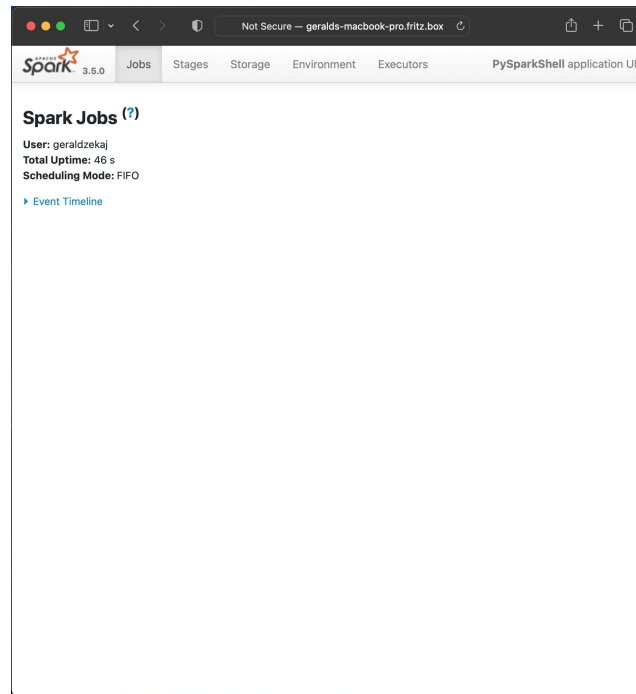 Not Secure — geralds-macbook-pro.fritz.box
APACHE
Spark 3.5.0 Jobs Stages Storage Environment Executors PySparkShell application UI
Spark Jobs (?)
User: geraldzekaj
Total Uptime: 46 s
Scheduling Mode: FIFO
Event Timeline